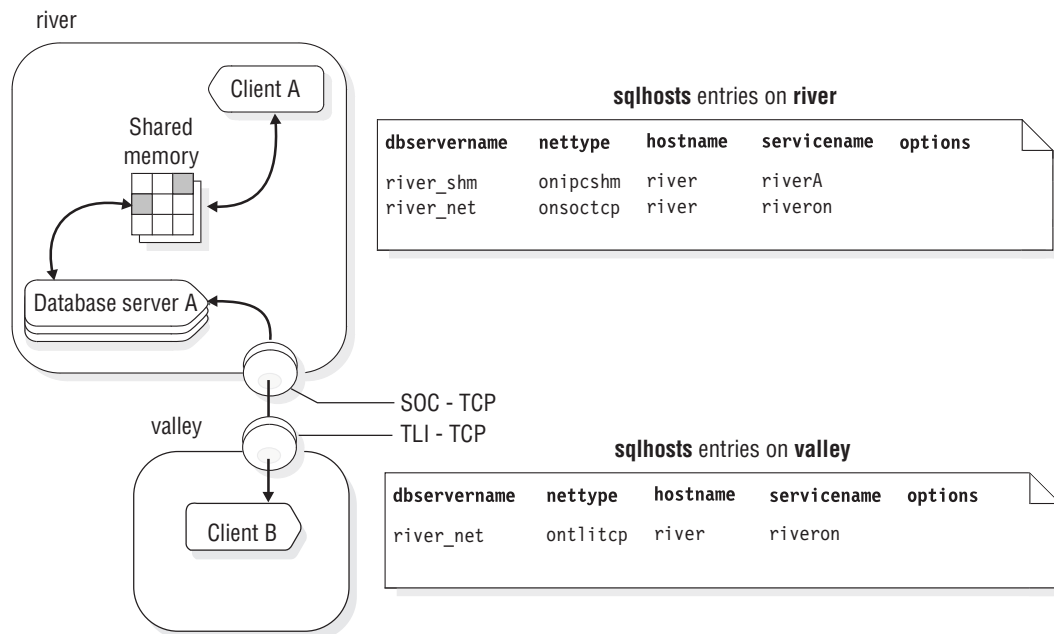 river
Client A
Shared
memory
Database server A
SOC - TCP
TLI - TCP
valley
Client B
sqlhosts entries on river
dbservername nettype hostname servicename options
river_shm onipcshm river riverA
river_net onsoctcp river riveron
sqlhosts entries on valley
dbservername nettype hostname servicename options
river_net ontlitcp river riveron